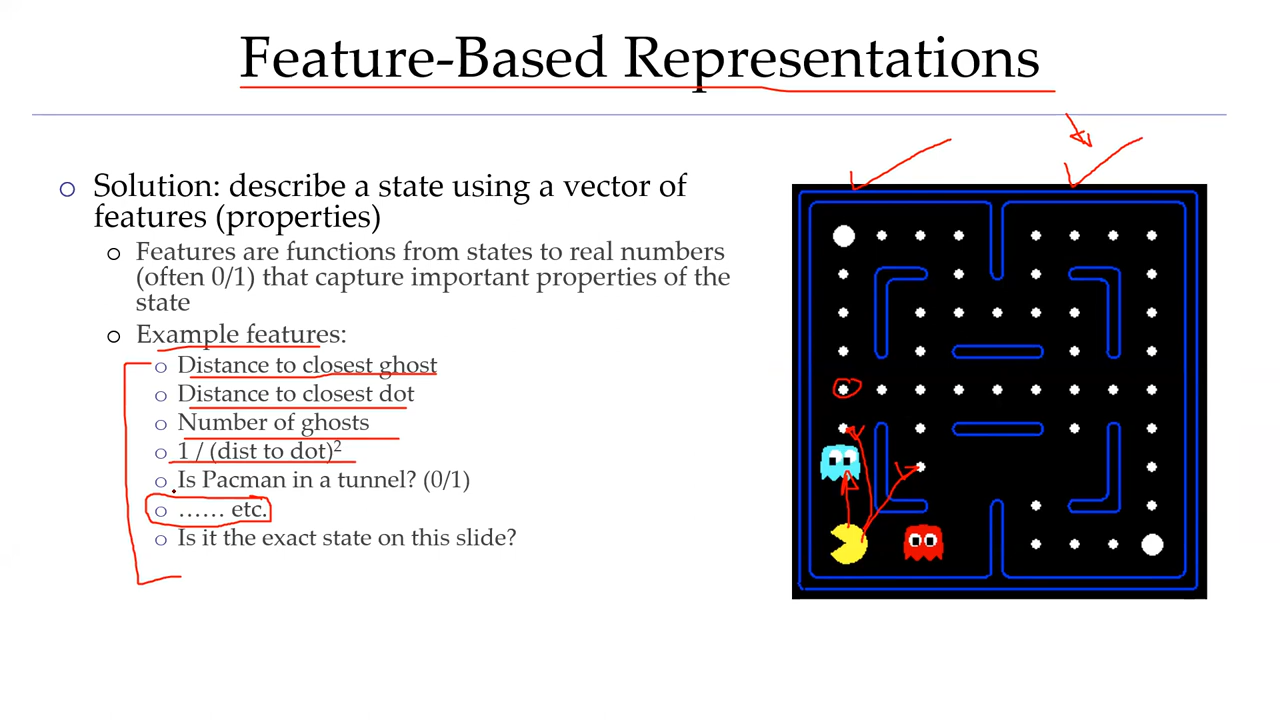 Feature-Based Representations
Solution: describe a state using a vector of
features (properties)
Features are functions from states to real numbers
(often 0/1) that capture important properties of the
state
Example features:
Distance to closest ghost
Distance to closest dot
Number of ghosts
1 / (dist to dot)²
Is Pacman in a tunnel? (0/1)
...... etc.
Is it the exact state on this slide?